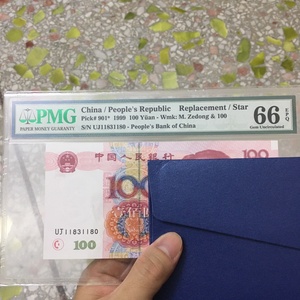 PMG
PAPER MONEY GUARANTY
China / People's Republic Replacement / Star
Pick# 901* 1999 100 Yüan - Wmk: M. Zedong & 100
S/N UJ11831180 - People's Bank of China
66 EPQ
Gem Uncirculated
中国人民银行
100
100
UJ11831180
100